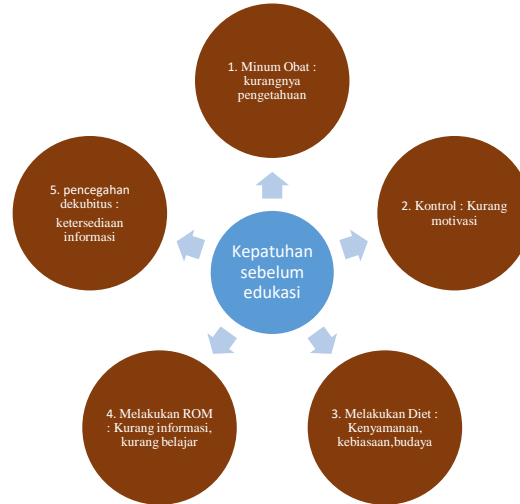 1. Minum Obat :
kurangnya
pengetahuan
2. Kontrol : Kurang
motivasi
3. Melakukan Diet :
Kenyamanan,
kebiasaan,budaya
4. Melakukan ROM
: Kurang informasi,
kurang belajar
5. pencegahan
dekubitus :
ketersediaan
informasi
Kepatuhan
sebelum
edukasi